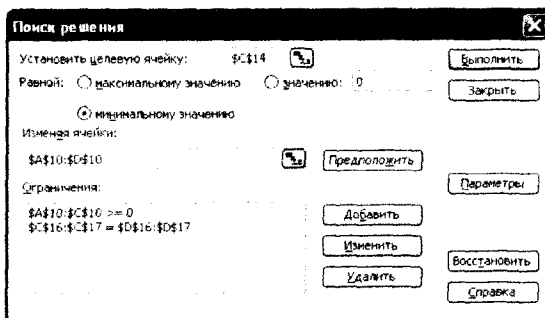 Поиск решения
Установить целевую ячейку: $C$14 Выполнить
Равной: максимальному значению значению: 0 Закрыть
минимальному значению
Изменяя ячейки:
$A$10:$D$10 Предположить
Ограничения: Параметры
$A$10:$C$10 >= 0 Добавить
$C$16:$C$17 = $D$16:$D$17
Изменить
Удалить Восстановить
Справка